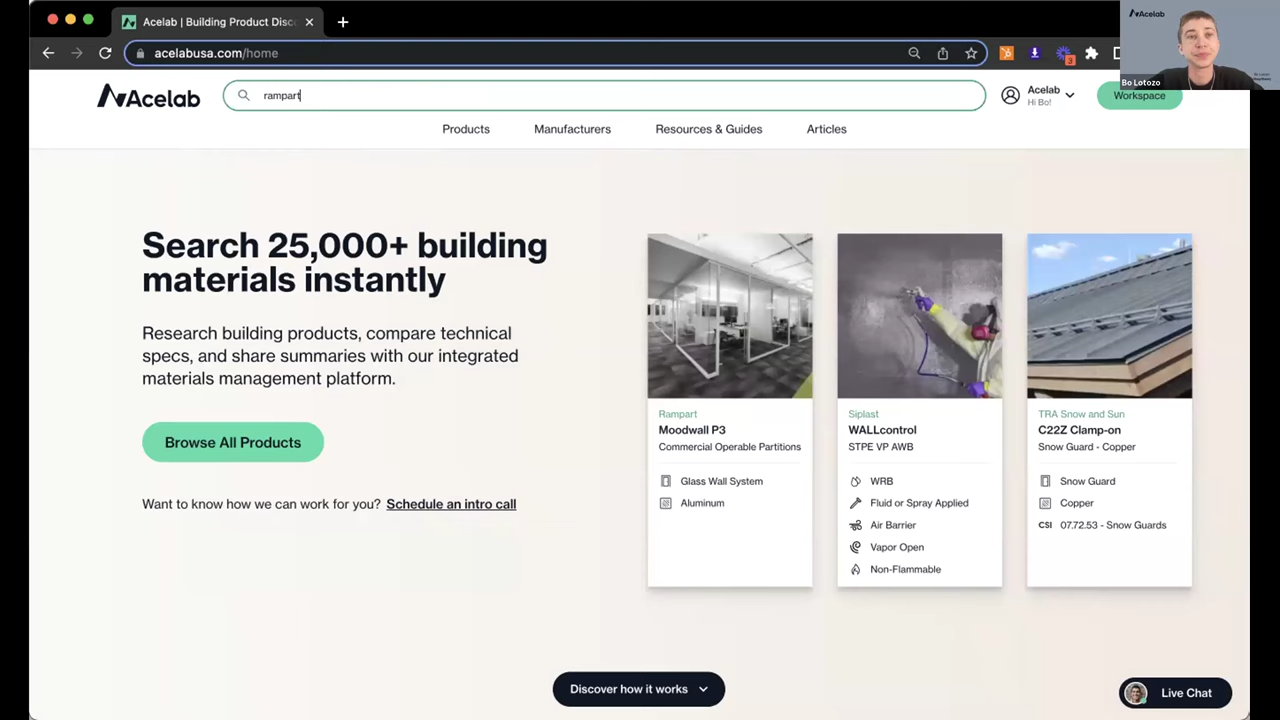 Acelab | Building Product Disc
acelabusa.com/home
3
Acelab
Bo Lotozo
Acelab
rampart
Acelab
Hi Bo!
Workspace
Products
Manufacturers
Resources & Guides
Articles
Search 25,000+ building
materials instantly
Research building products, compare technical
specs, and share summaries with our integrated
materials management platform.
Browse All Products
Want to know how we can work for you? Schedule an intro call
Rampart
Moodwall P3
Commercial Operable Partitions
Glass Wall System
Aluminum
Siplast
WALLcontrol
STPE VP AWB
WRB
Fluid or Spray Applied
Air Barrier
Vapor Open
Non-Flammable
TRA Snow and Sun
C22Z Clamp-on
Snow Guard - Copper
Snow Guard
Copper
CSI 07.72.53 - Snow Guards
Discover how it works
Live Chat